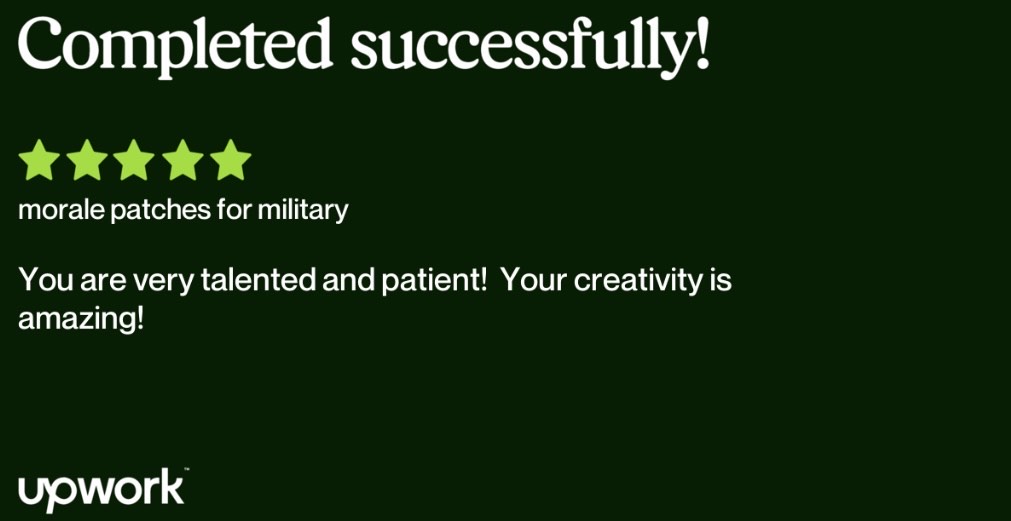 Completed successfully!
morale patches for military
You are very talented and patient!  Your creativity is
amazing!
upwork™